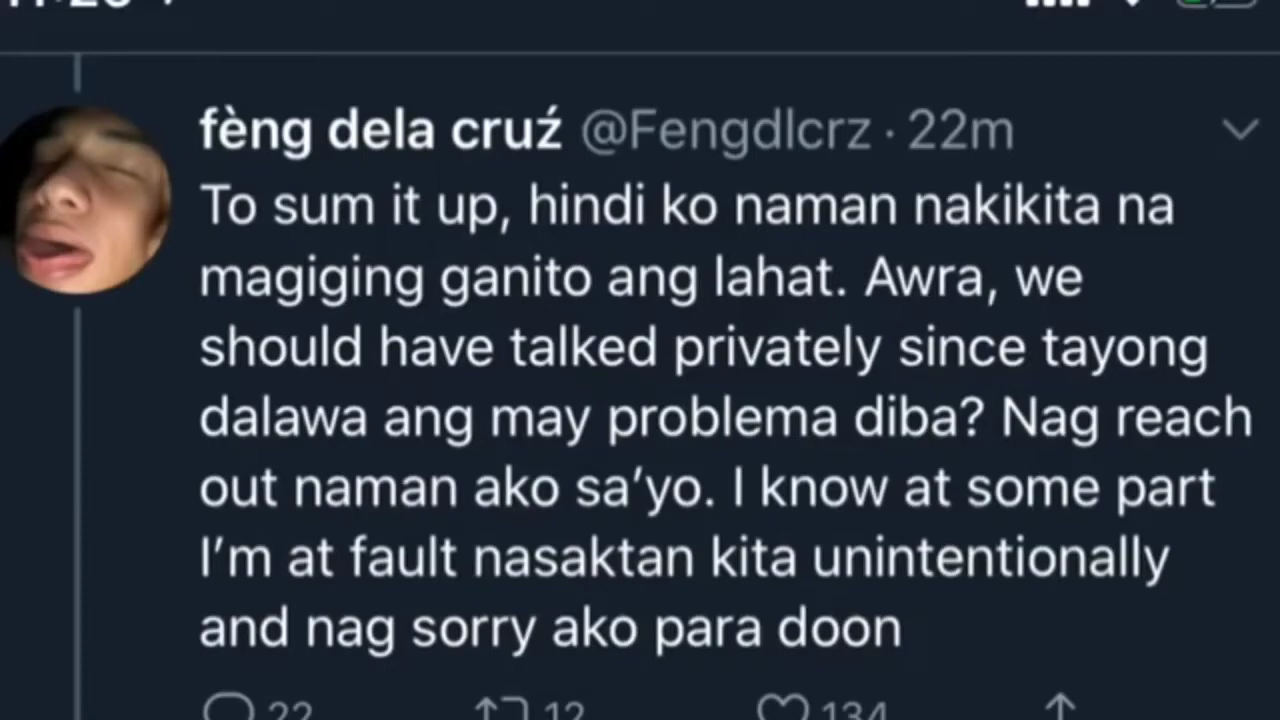 fèng dela cruź @Fengdlcrz · 22m
To sum it up, hindi ko naman nakikita na
magiging ganito ang lahat. Awra, we
should have talked privately since tayong
dalawa ang may problema diba? Nag reach
out naman ako sa’yo. I know at some part
I’m at fault nasaktan kita unintentionally
and nag sorry ako para doon
22 12 134